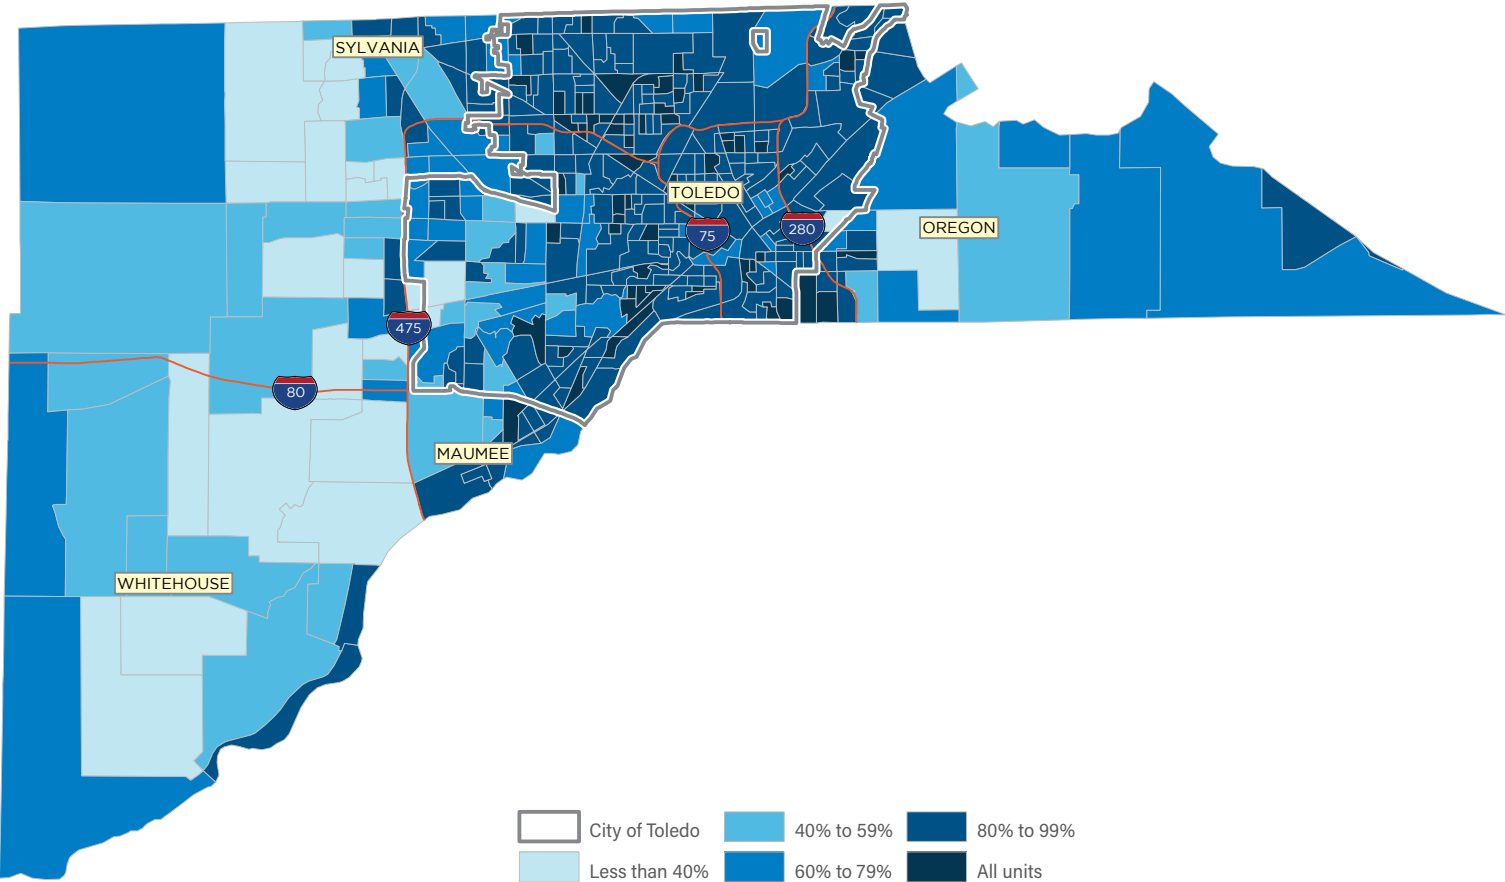 SYLVANIA
TOLEDO
75
280
OREGON
475
80
MAUMEE
WHITEHOUSE
City of Toledo
40% to 59%
80% to 99%
Less than 40%
60% to 79%
All units